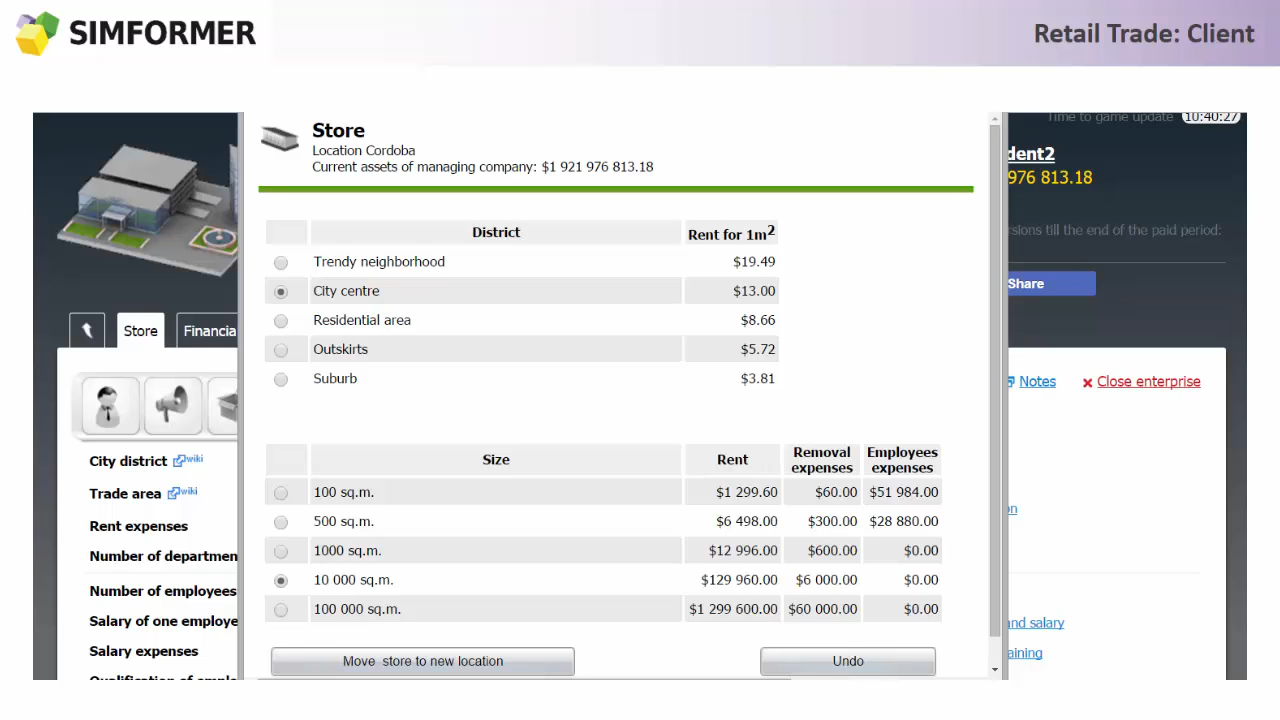 SIMFORMER
Retail Trade: Client
Time to game update 10:40:27
Store
Location Cordoba
Current assets of managing company: $1 921 976 813.18
dent2
976 813.18
rsions till the end of the paid period:
Share
District Rent for 1m2
Trendy neighborhood $19.49
City centre $13.00
Residential area $8.66
Outskirts $5.72
Suburb $3.81
Store Financia
Notes Close enterprise
City district wiki
Trade area wiki
Rent expenses
Number of departmen
Number of employees
Salary of one employe
Salary expenses
Size Rent Removal expenses Employees expenses
100 sq.m. $1 299.60 $60.00 $51 984.00
500 sq.m. $6 498.00 $300.00 $28 880.00
1000 sq.m. $12 996.00 $600.00 $0.00
10 000 sq.m. $129 960.00 $6 000.00 $0.00
100 000 sq.m. $1 299 600.00 $60 000.00 $0.00
on
and salary
aining
Move store to new location Undo